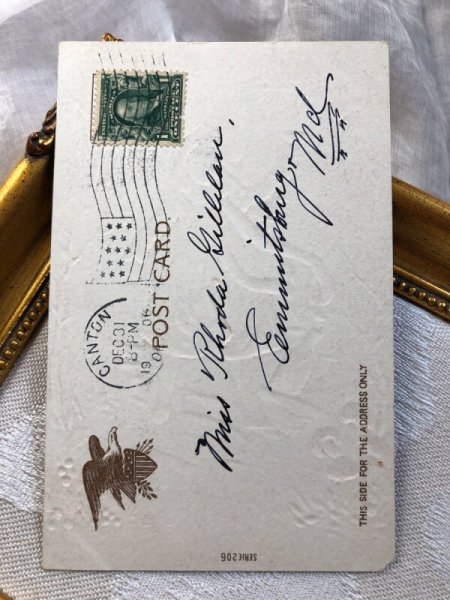 CANTON
DEC 31
8-PM
1906
POST CARD
Miss Rhoda Gillelan,
Emmitsburg
Md
THIS SIDE FOR THE ADDRESS ONLY
SERIE 206